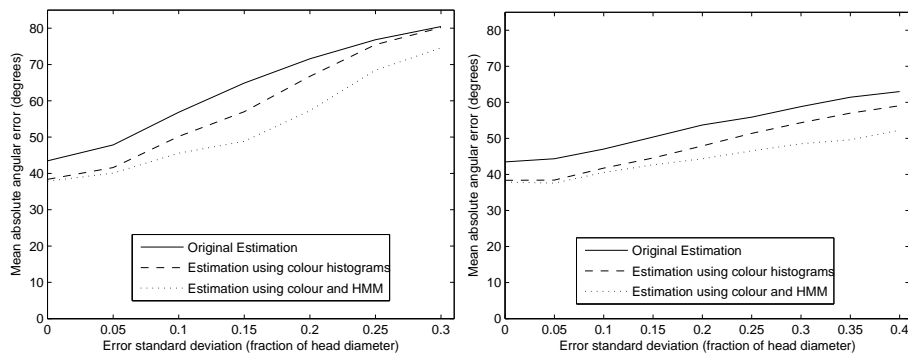 80
70
60
50
40
30
20
10
0
Mean absolute angular error (degrees)
Original Estimation
Estimation using colour histograms
Estimation using colour and HMM
0 0.05 0.1 0.15 0.2 0.25 0.3
Error standard deviation (fraction of head diameter)
80
70
60
50
40
30
20
10
0
Mean absolute angular error (degrees)
Original Estimation
Estimation using colour histograms
Estimation using colour and HMM
0 0.05 0.1 0.15 0.2 0.25 0.3 0.35 0.4
Error standard deviation (fraction of head diameter)